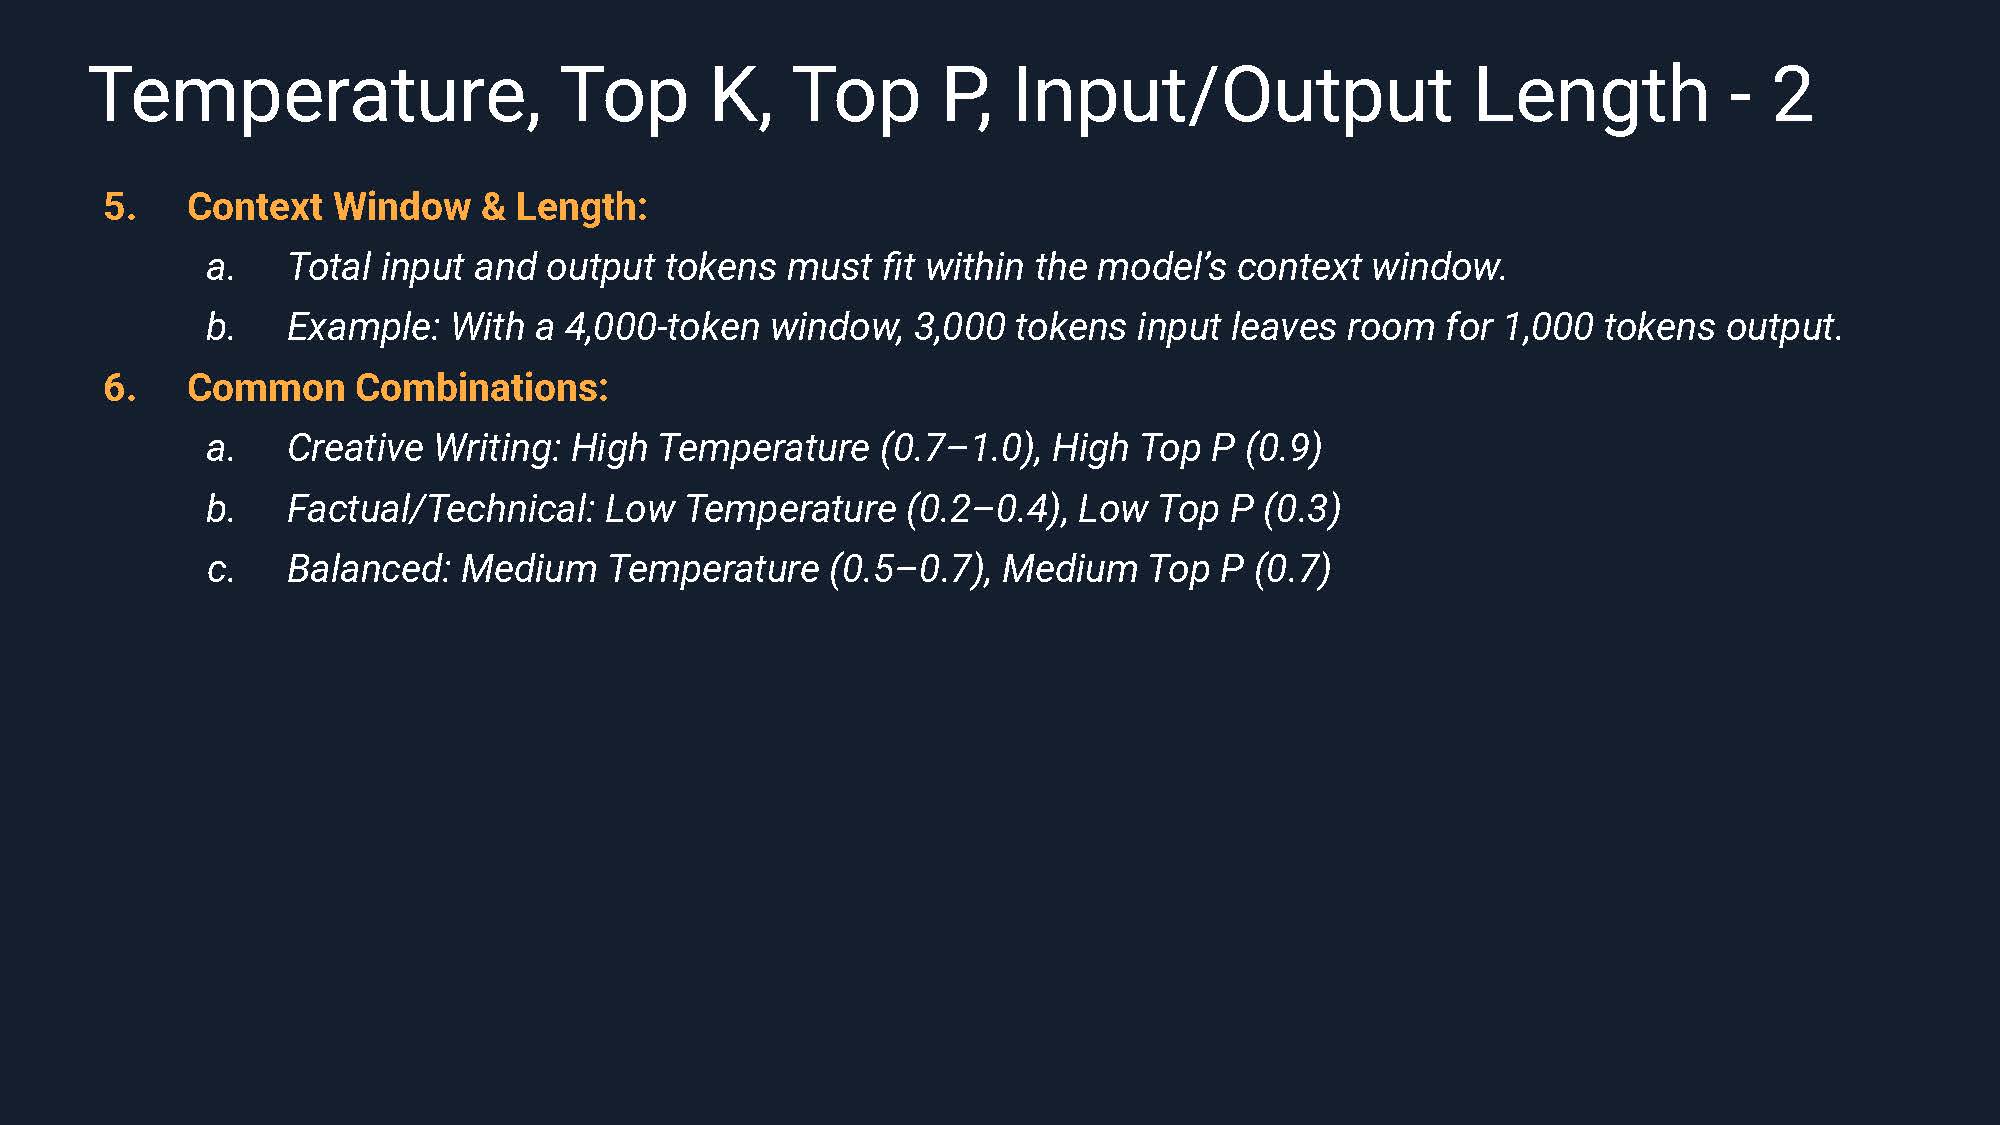 Temperature, Top K, Top P, Input/Output Length - 2
5. Context Window & Length:
a. Total input and output tokens must fit within the model’s context window.
b. Example: With a 4,000-token window, 3,000 tokens input leaves room for 1,000 tokens output.
6. Common Combinations:
a. Creative Writing: High Temperature (0.7–1.0), High Top P (0.9)
b. Factual/Technical: Low Temperature (0.2–0.4), Low Top P (0.3)
c. Balanced: Medium Temperature (0.5–0.7), Medium Top P (0.7)